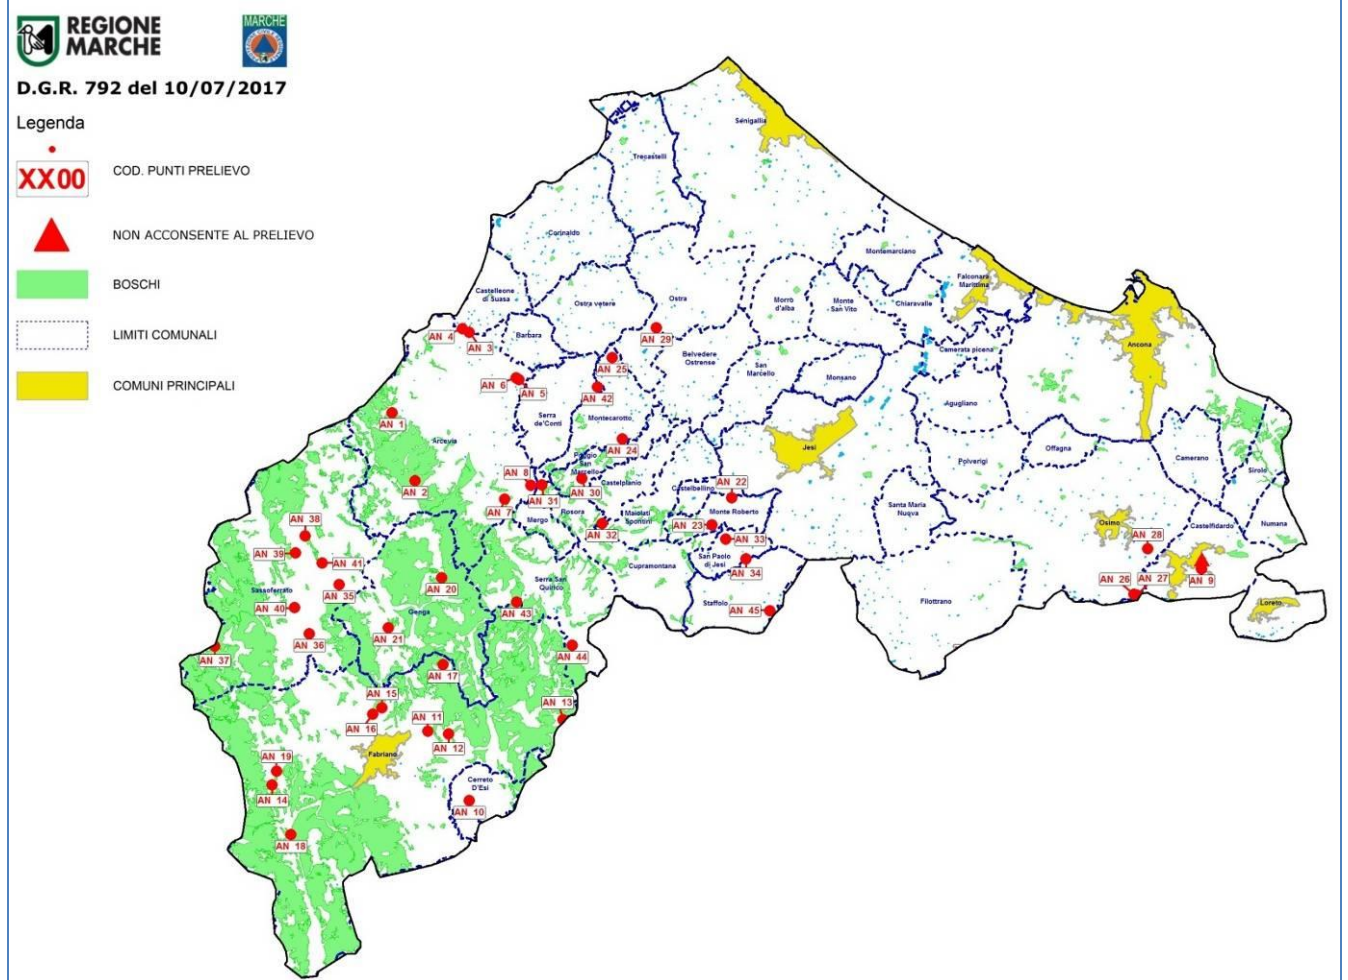 REGIONE
MARCHE
MARCHE
D.G.R. 792 del 10/07/2017
Legenda
XX00
COD. PUNTI PRELIEVO
NON ACCONSENTE AL PRELIEVO
BOSCHI
LIMITI COMUNALI
COMUNI PRINCIPALI
Senigallia
Trecastelli
Corinaldo
Montemarciano
Castelleone
di Suasa
Ostra vetere
Ostra
Morro
d'alba
Monte
San Vito
Chiaravalle
Falconara
Marittima
AN 4
AN 3
Barbara
AN 29
Ancona
Camerata picena
Belvedere
Ostrense
San
Marcello
Monsano
AN 25
AN 6
AN 5
AN 42
Agugliano
AN 1
Serra
de'Conti
Montecarotto
Arcevia
AN 24
Jesi
Offagna
Polverigi
Camerano
Sirolo
AN 8
Poggio
San
Marcello
AN 2
Castelplanio
Castelbellino
AN 22
AN 7
AN 31
AN 30
Rosora
Mergo
Maiolati
Spontini
Monte Roberto
Santa Maria
Nuova
AN 38
AN 32
AN 23
AN 33
Osimo
Castelfidardo
Numana
AN 28
AN 39
AN 41
San Paolo
di Jesi
AN 34
Cupramontana
Sassoferrato
AN 35
AN 20
Serra San
Quirico
AN 26
AN 27
AN 9
AN 40
Genga
AN 43
Staffolo
AN 45
Filottrano
Loreto
AN 36
AN 21
AN 37
AN 44
AN 17
AN 15
AN 16
AN 11
AN 13
AN 12
Fabriano
AN 19
AN 14
Cerreto
D'Esi
AN 10
AN 18